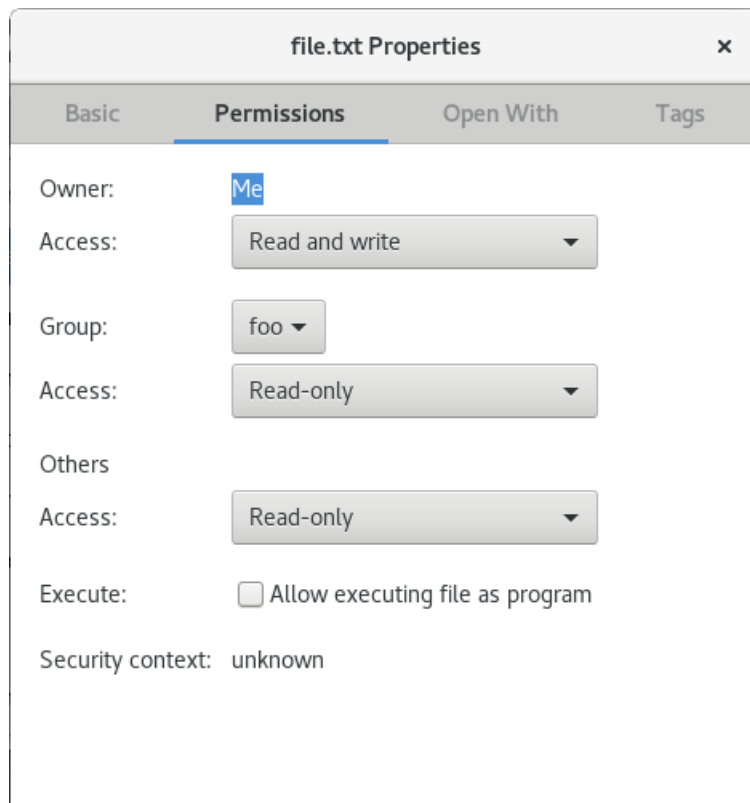 file.txt Properties ×
Basic Permissions Open With Tags
Owner: Me
Access: Read and write
Group: foo
Access: Read-only
Others
Access: Read-only
Execute: Allow executing file as program
Security context: unknown